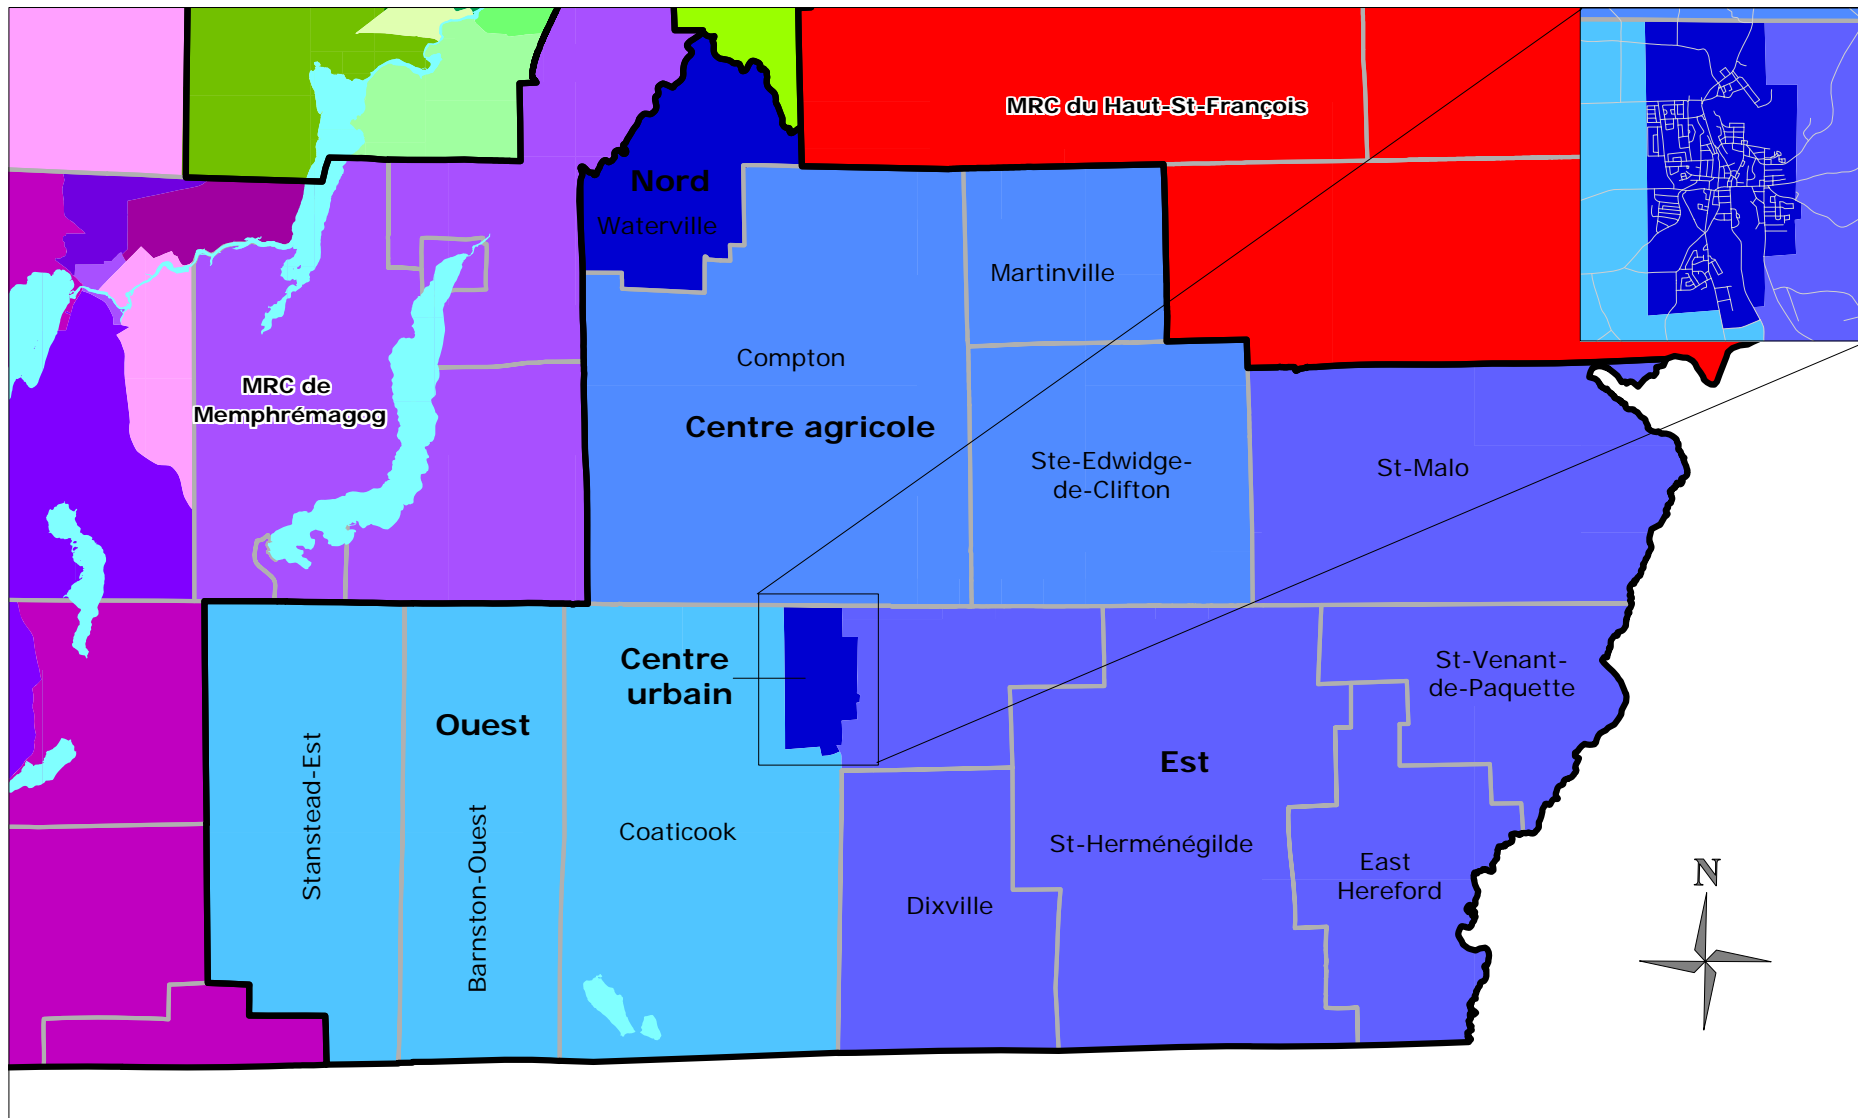 MRC du Haut-St-François
Nord
Waterville
Martinville
Compton
MRC de
Memphrémagog
Centre agricole
Ste-Edwidge-
de-Clifton
St-Malo
Centre
urbain
St-Venant-
de-Paquette
Ouest
Est
Stanstead-Est
Barnston-Ouest
Coaticook
St-Herménégilde
East
Hereford
Dixville
N